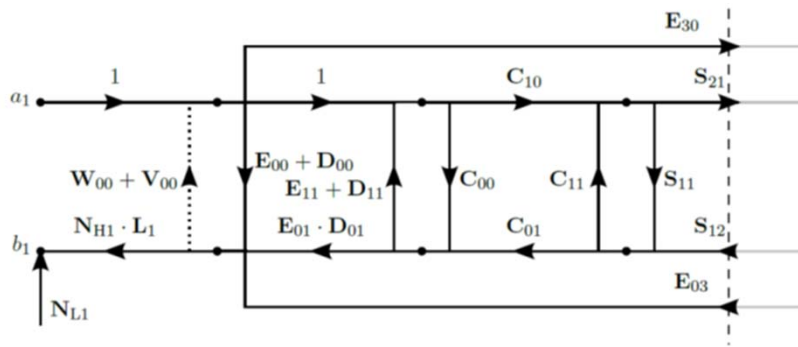 E30
1 1 C10 S21
a1
E00 + D00
W00 + V00 E11 + D11 C00 C11 S11
NH1 · L1 E01 · D01 C01 S12
b1
E03
NL1